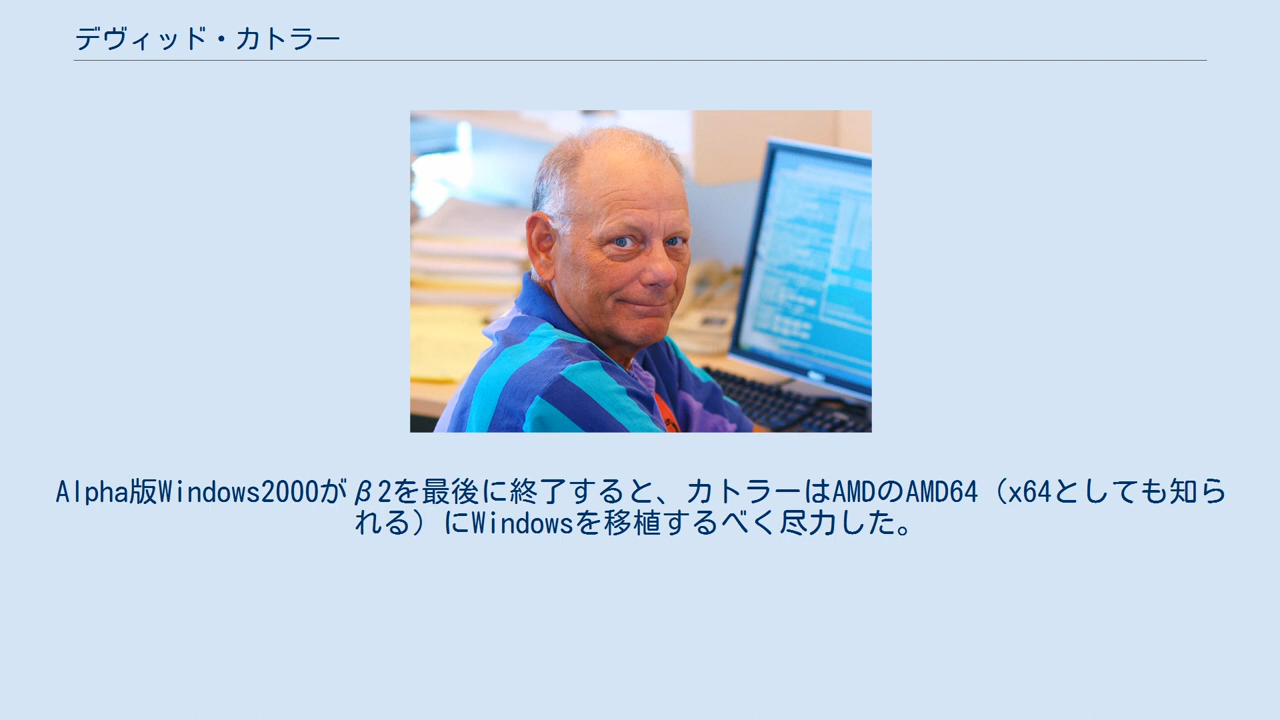 デヴィッド・カトラー
Alpha版Windows2000がβ2を最後に終了すると、カトラーはAMDのAMD64（x64としても知ら
れる）にWindowsを移植するべく尽力した。